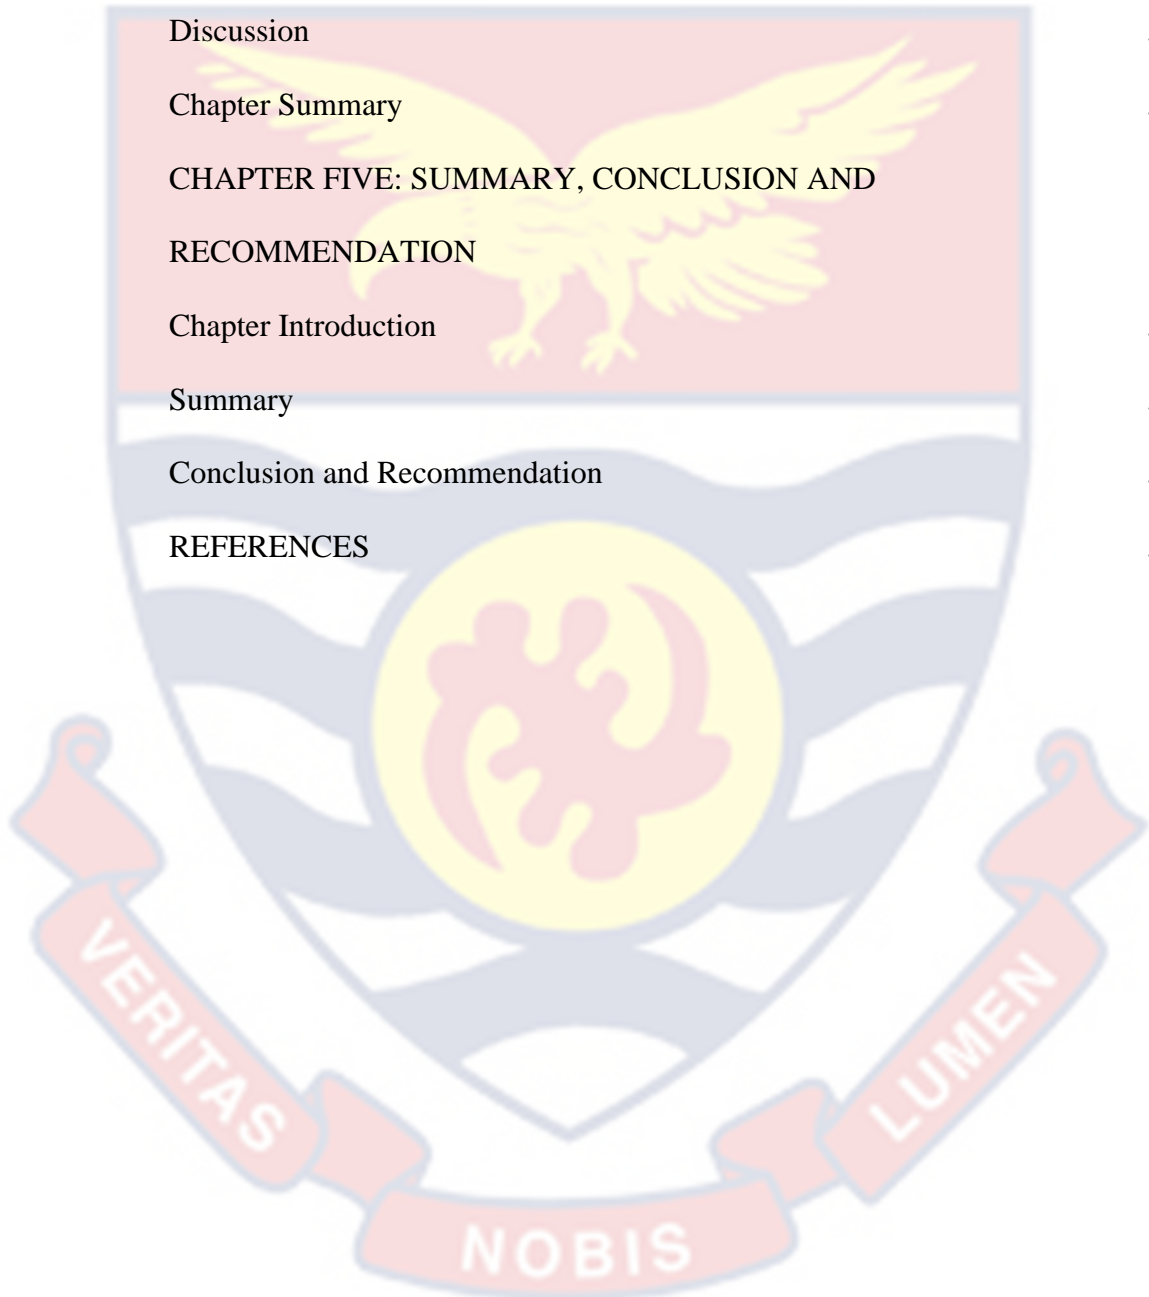 Discussion
Chapter Summary
CHAPTER FIVE: SUMMARY, CONCLUSION AND
RECOMMENDATION
Chapter Introduction
Summary
Conclusion and Recommendation
REFERENCES
VERITAS
NOBIS
LUMEN